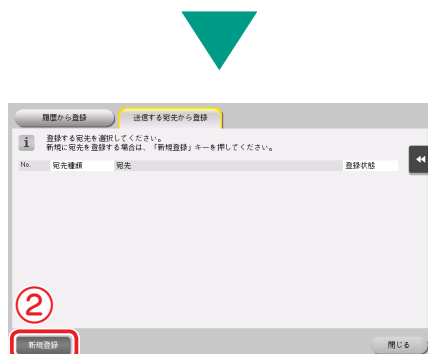 履歴から登録
送信する宛先から登録
登録する宛先を選択してください。
新規に宛先を登録する場合は、「新規登録」キーを押してください。
No. 宛先種類 宛先 登録状態
②
新規登録 閉じる